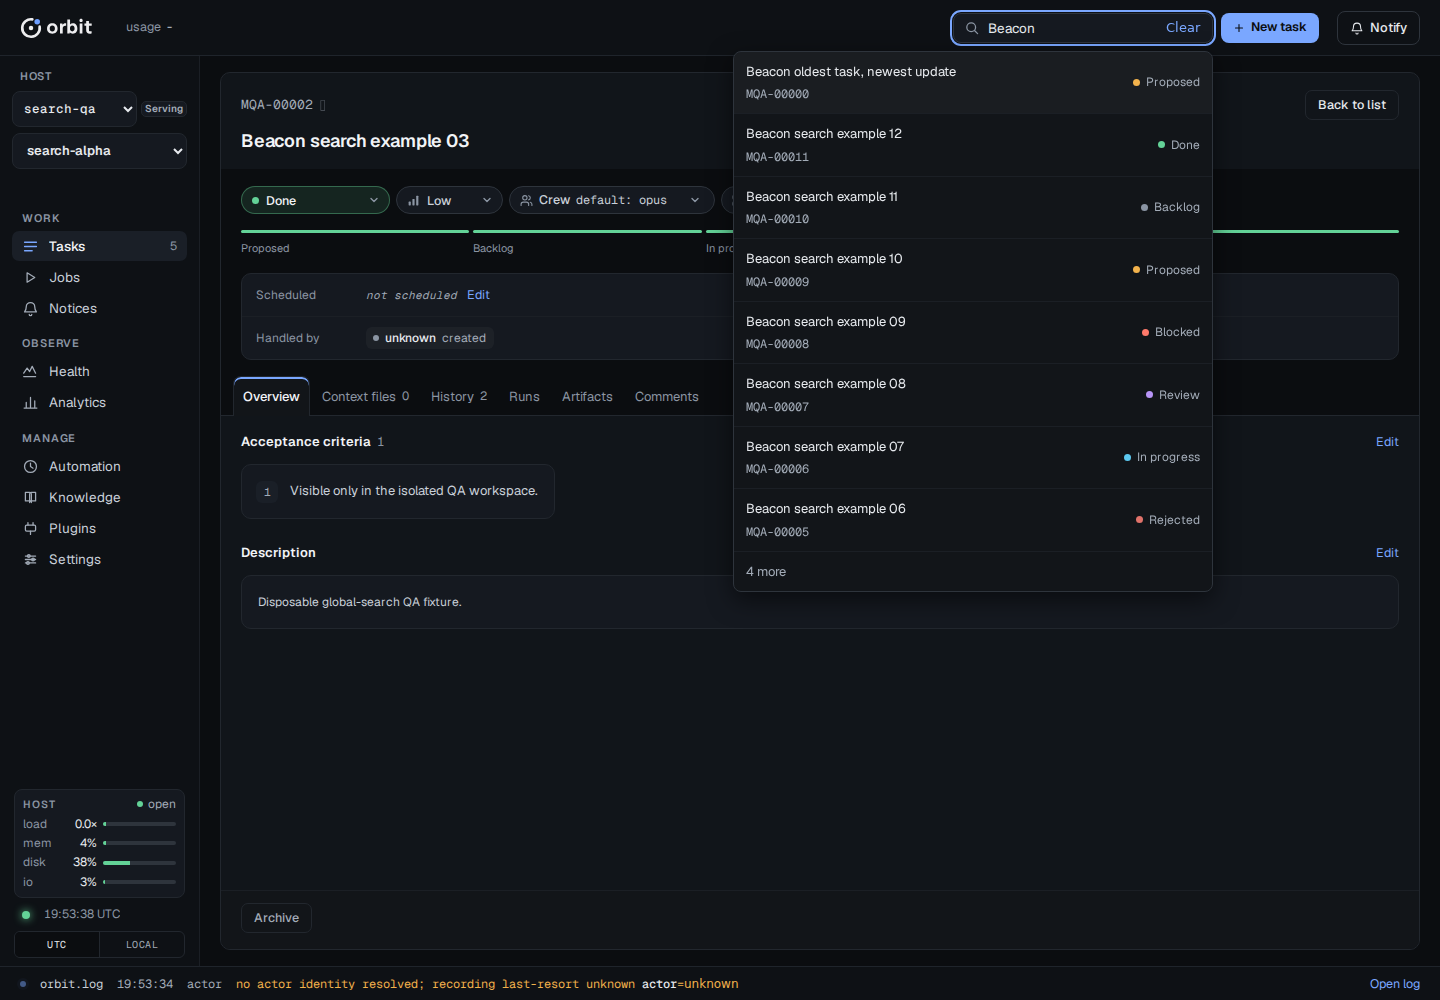 orbit
usage -
Beacon
Clear
+ New task
Notify
HOST
search-qa
Serving
search-alpha
WORK
Tasks 5
Jobs
Notices
OBSERVE
Health
Analytics
MANAGE
Automation
Knowledge
Plugins
Settings
HOST open
load 0.0×
mem 4%
disk 38%
io 3%
19:53:38 UTC
UTC LOCAL
MQA-00002
Back to list
Beacon search example 03
Done
Low
Crew default: opus
Proposed
Backlog
In pro
Scheduled not scheduled Edit
Handled by unknown created
Overview
Context files 0
History 2
Runs
Artifacts
Comments
Acceptance criteria 1
Edit
1 Visible only in the isolated QA workspace.
Description
Edit
Disposable global-search QA fixture.
Archive
Beacon oldest task, newest update
MQA-00000
Proposed
Beacon search example 12
MQA-00011
Done
Beacon search example 11
MQA-00010
Backlog
Beacon search example 10
MQA-00009
Proposed
Beacon search example 09
MQA-00008
Blocked
Beacon search example 08
MQA-00007
Review
Beacon search example 07
MQA-00006
In progress
Beacon search example 06
MQA-00005
Rejected
4 more
orbit.log 19:53:34 actor no actor identity resolved; recording last-resort unknown actor=unknown
Open log